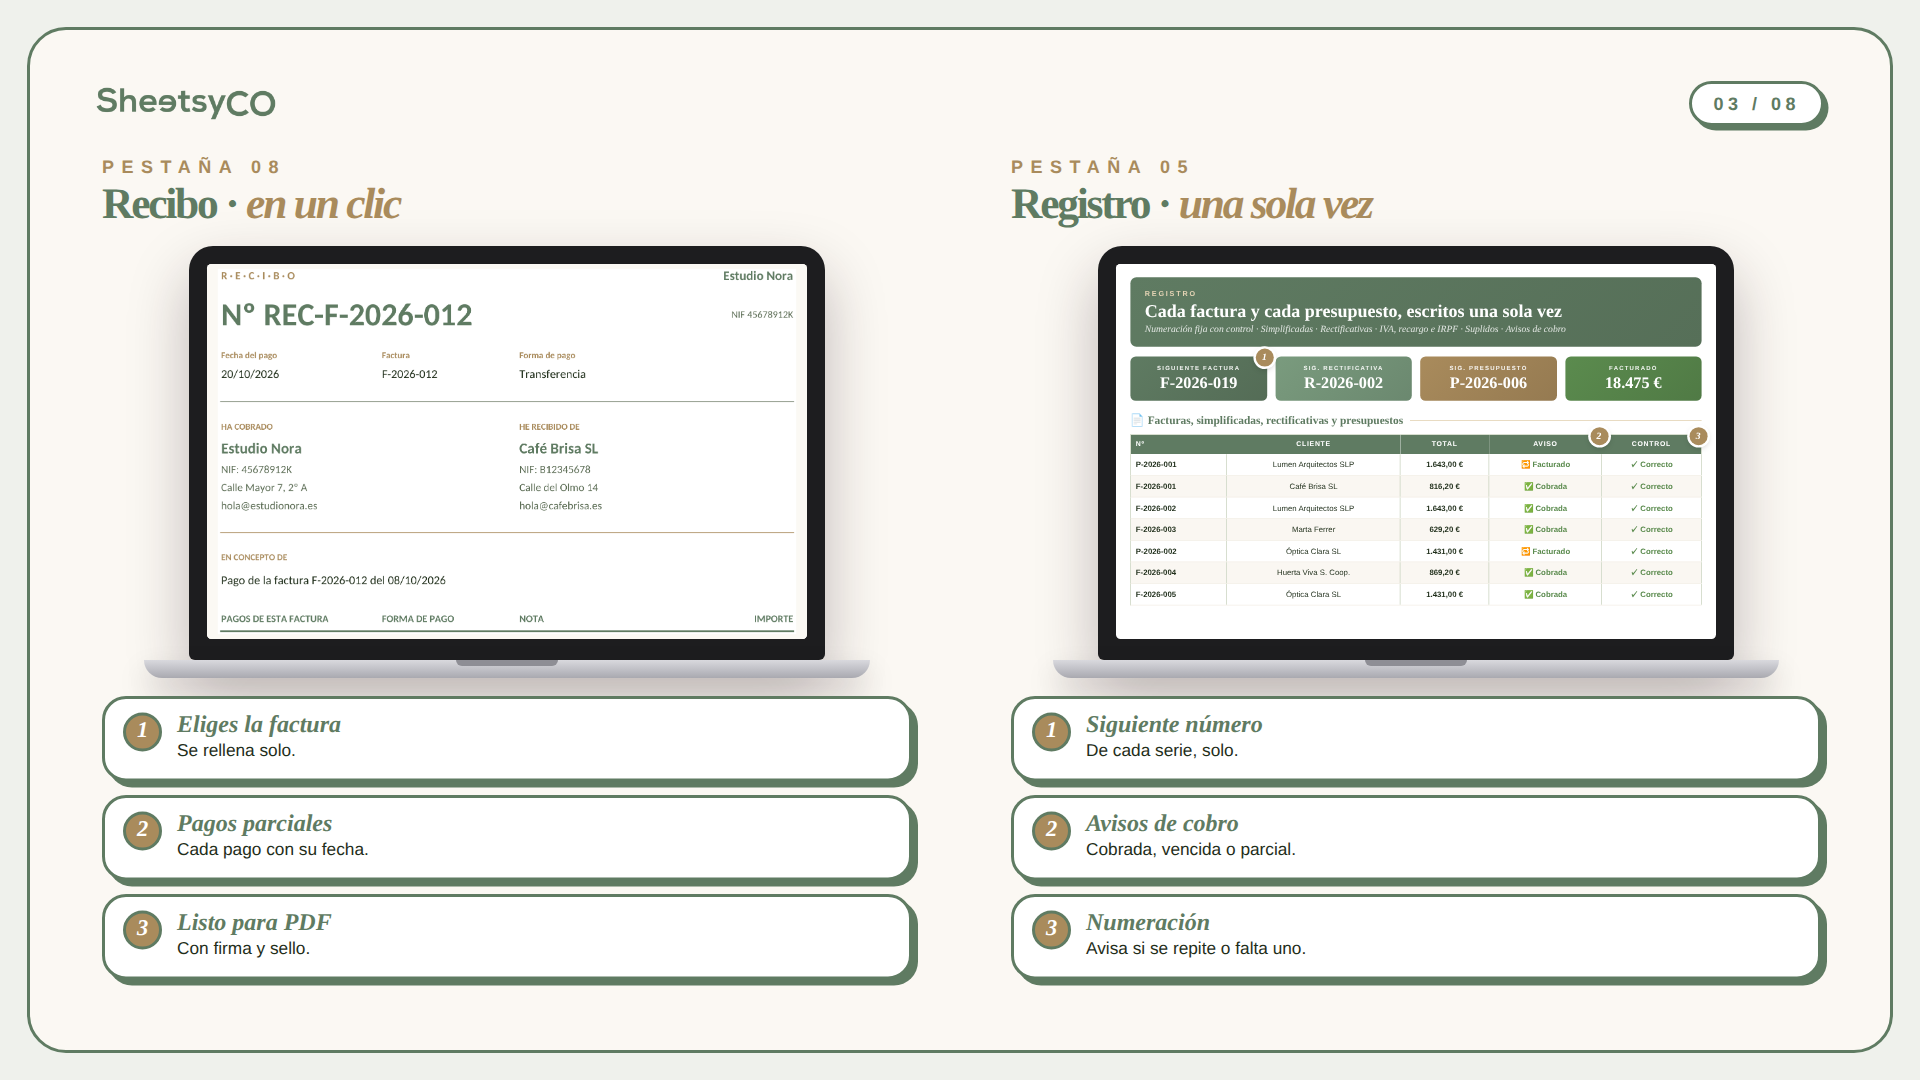 SheetsyCO
03 / 08
PESTAÑA 08
Recibo · en un clic
R·E·C·I·B·O
Estudio Nora
Nº REC-F-2026-012
NIF 45678912K
Fecha del pago Factura Forma de pago
20/10/2026 F-2026-012 Transferencia
HA COBRADO HE RECIBIDO DE
Estudio Nora Café Brisa SL
NIF: 45678912K NIF: B12345678
Calle Mayor 7, 2º A Calle del Olmo 14
hola@estudionora.es hola@cafebrisa.es
EN CONCEPTO DE
Pago de la factura F-2026-012 del 08/10/2026
PAGOS DE ESTA FACTURA FORMA DE PAGO NOTA IMPORTE
1 Eliges la factura
Se rellena solo.
2 Pagos parciales
Cada pago con su fecha.
3 Listo para PDF
Con firma y sello.
PESTAÑA 05
Registro · una sola vez
REGISTRO
Cada factura y cada presupuesto, escritos una sola vez
Numeración fija con control · Simplificadas · Rectificativas · IVA, recargo e IRPF · Suplidos · Avisos de cobro
1
SIGUIENTE FACTURA SIG. RECTIFICATIVA SIG. PRESUPUESTO FACTURADO
F-2026-019 R-2026-002 P-2026-006 18.475 €
Facturas, simplificadas, rectificativas y presupuestos
2 3
Nº CLIENTE TOTAL AVISO CONTROL
P-2026-001 Lumen Arquitectos SLP 1.643,00 € Facturado ✓ Correcto
F-2026-001 Café Brisa SL 816,20 € ✅ Cobrada ✓ Correcto
F-2026-002 Lumen Arquitectos SLP 1.643,00 € ✅ Cobrada ✓ Correcto
F-2026-003 Marta Ferrer 629,20 € ✅ Cobrada ✓ Correcto
P-2026-002 Óptica Clara SL 1.431,00 € Facturado ✓ Correcto
F-2026-004 Huerta Viva S. Coop. 869,20 € ✅ Cobrada ✓ Correcto
F-2026-005 Óptica Clara SL 1.431,00 € ✅ Cobrada ✓ Correcto
1 Siguiente número
De cada serie, solo.
2 Avisos de cobro
Cobrada, vencida o parcial.
3 Numeración
Avisa si se repite o falta uno.